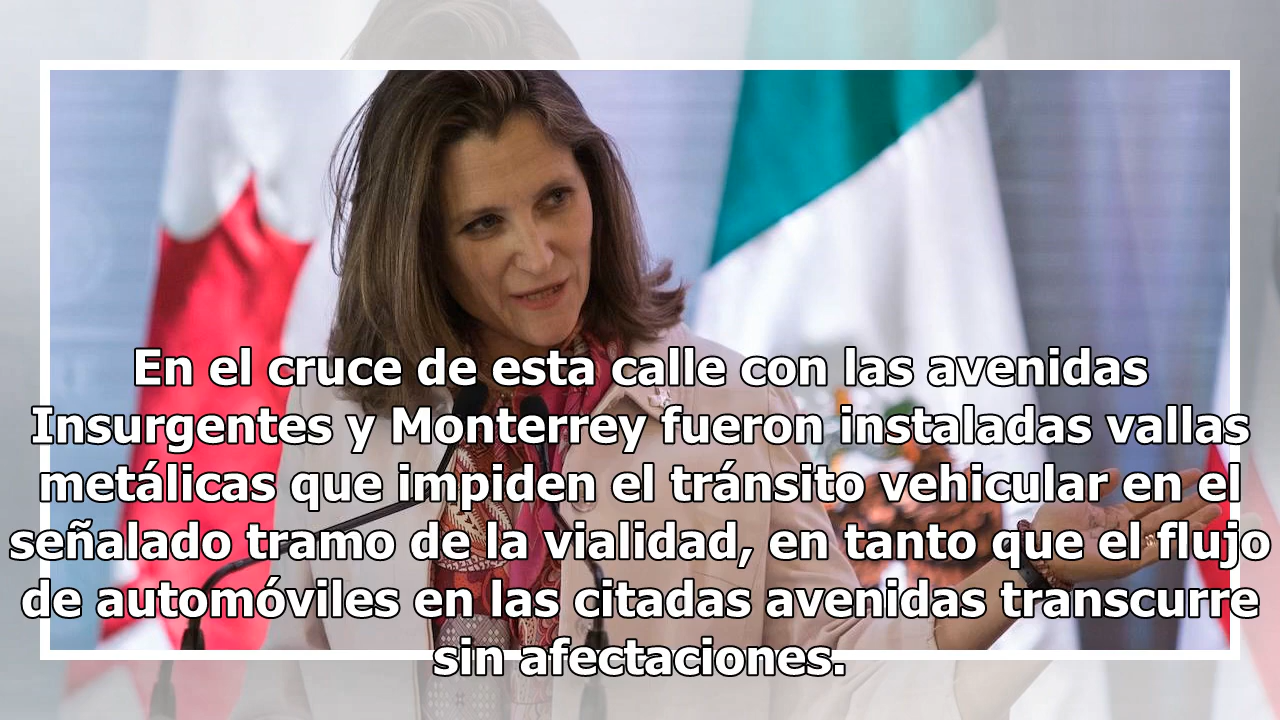 En el cruce de esta calle con las avenidas
Insurgentes y Monterrey fueron instaladas vallas
metálicas que impiden el tránsito vehicular en el
señalado tramo de la vialidad, en tanto que el flujo
de automóviles en las citadas avenidas transcurre
sin afectaciones.